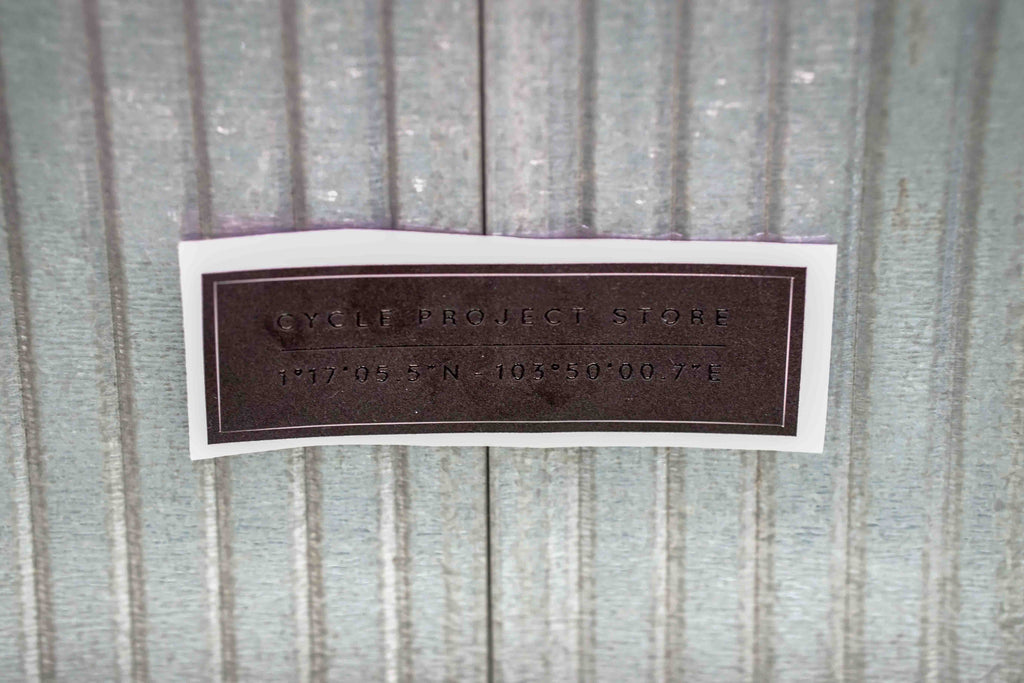 CYCLE PROJECT STORE
1°17'05.5"N - 103°50'00.7"E